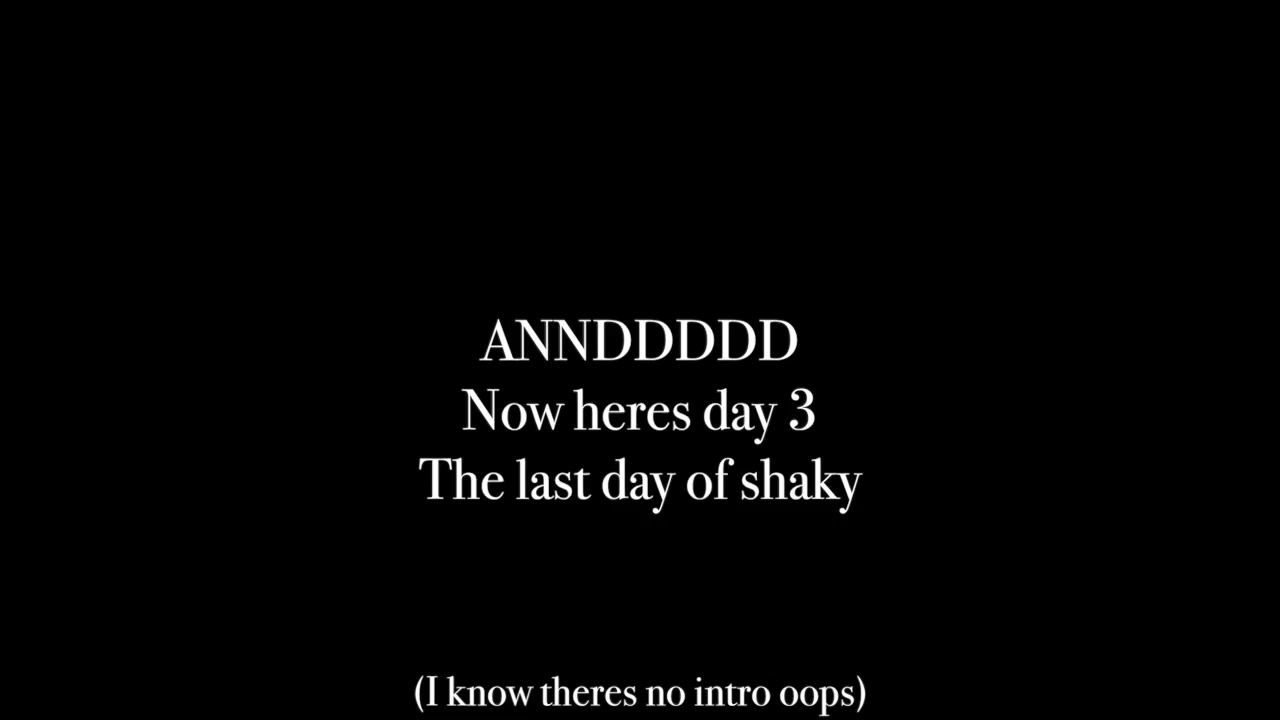 ANNDDDDD
Now heres day 3
The last day of shaky
(I know theres no intro oops)